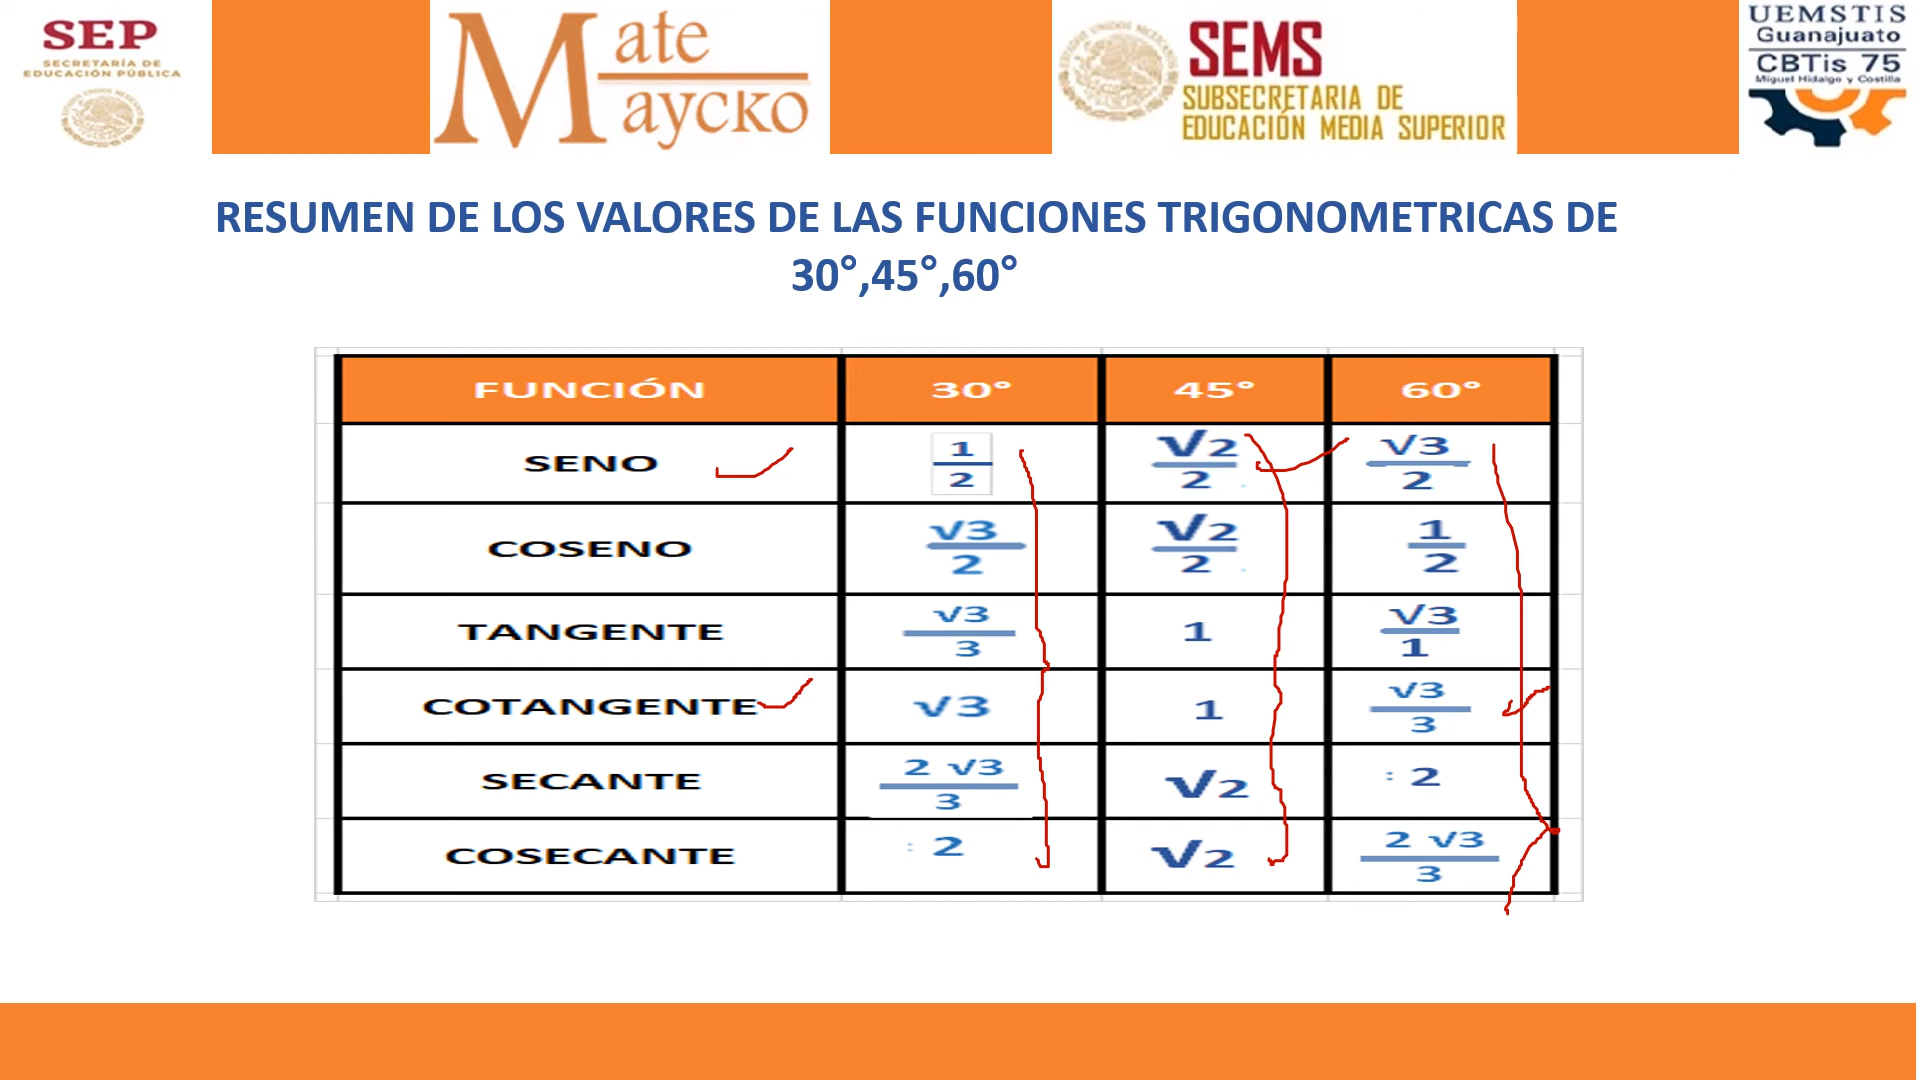 SEP
SECRETARÍA DE
EDUCACIÓN PÚBLICA
Mate
Maycko
SEMS
SUBSECRETARIA DE
EDUCACIÓN MEDIA SUPERIOR
UEMSTIS
Guanajuato
CBTis 75
Miguel Hidalgo y Costilla
RESUMEN DE LOS VALORES DE LAS FUNCIONES TRIGONOMETRICAS DE
30°,45°,60°
FUNCIÓN 30° 45° 60°
SENO 1/2 √2/2 √3/2
COSENO √3/2 √2/2 1/2
TANGENTE √3/3 1 √3/1
COTANGENTE √3 1 √3/3
SECANTE 2 √3/3 √2 : 2
COSECANTE : 2 √2 2 √3/3